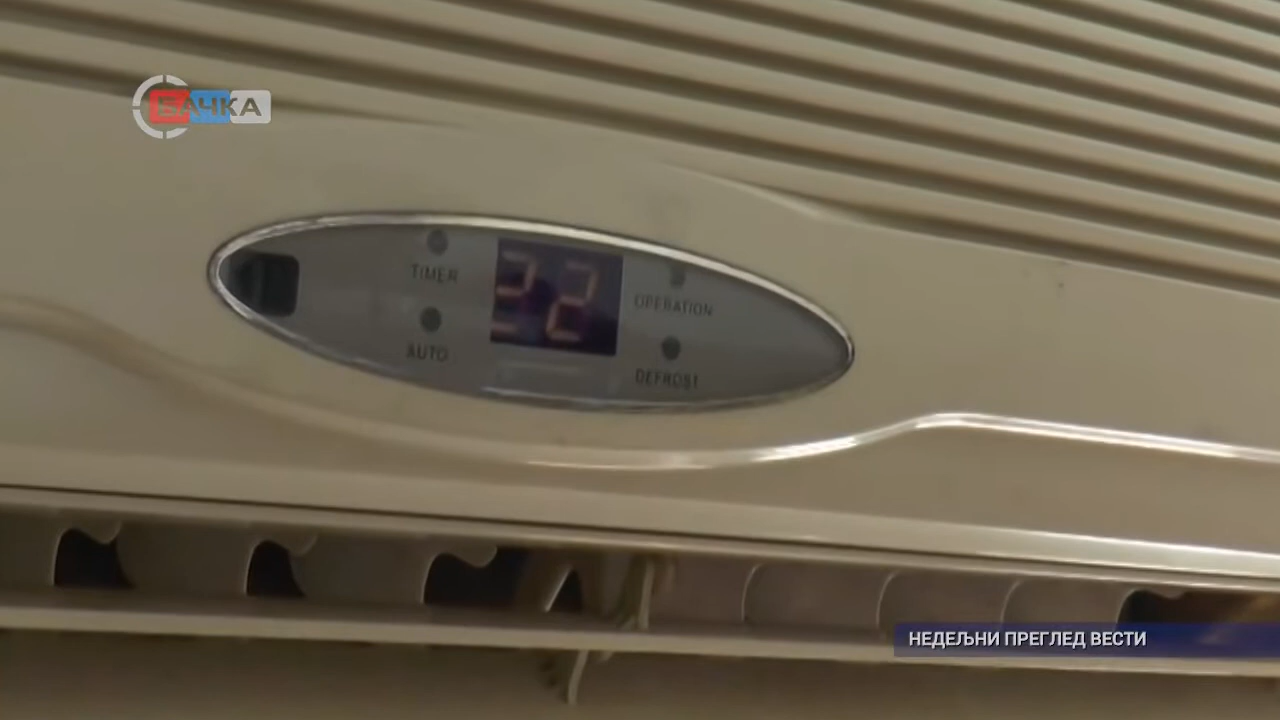 БАЧКА
TIMER
22
OPERATION
AUTO
DEFROST
НЕДЕЉНИ ПРЕГЛЕД ВЕСТИ